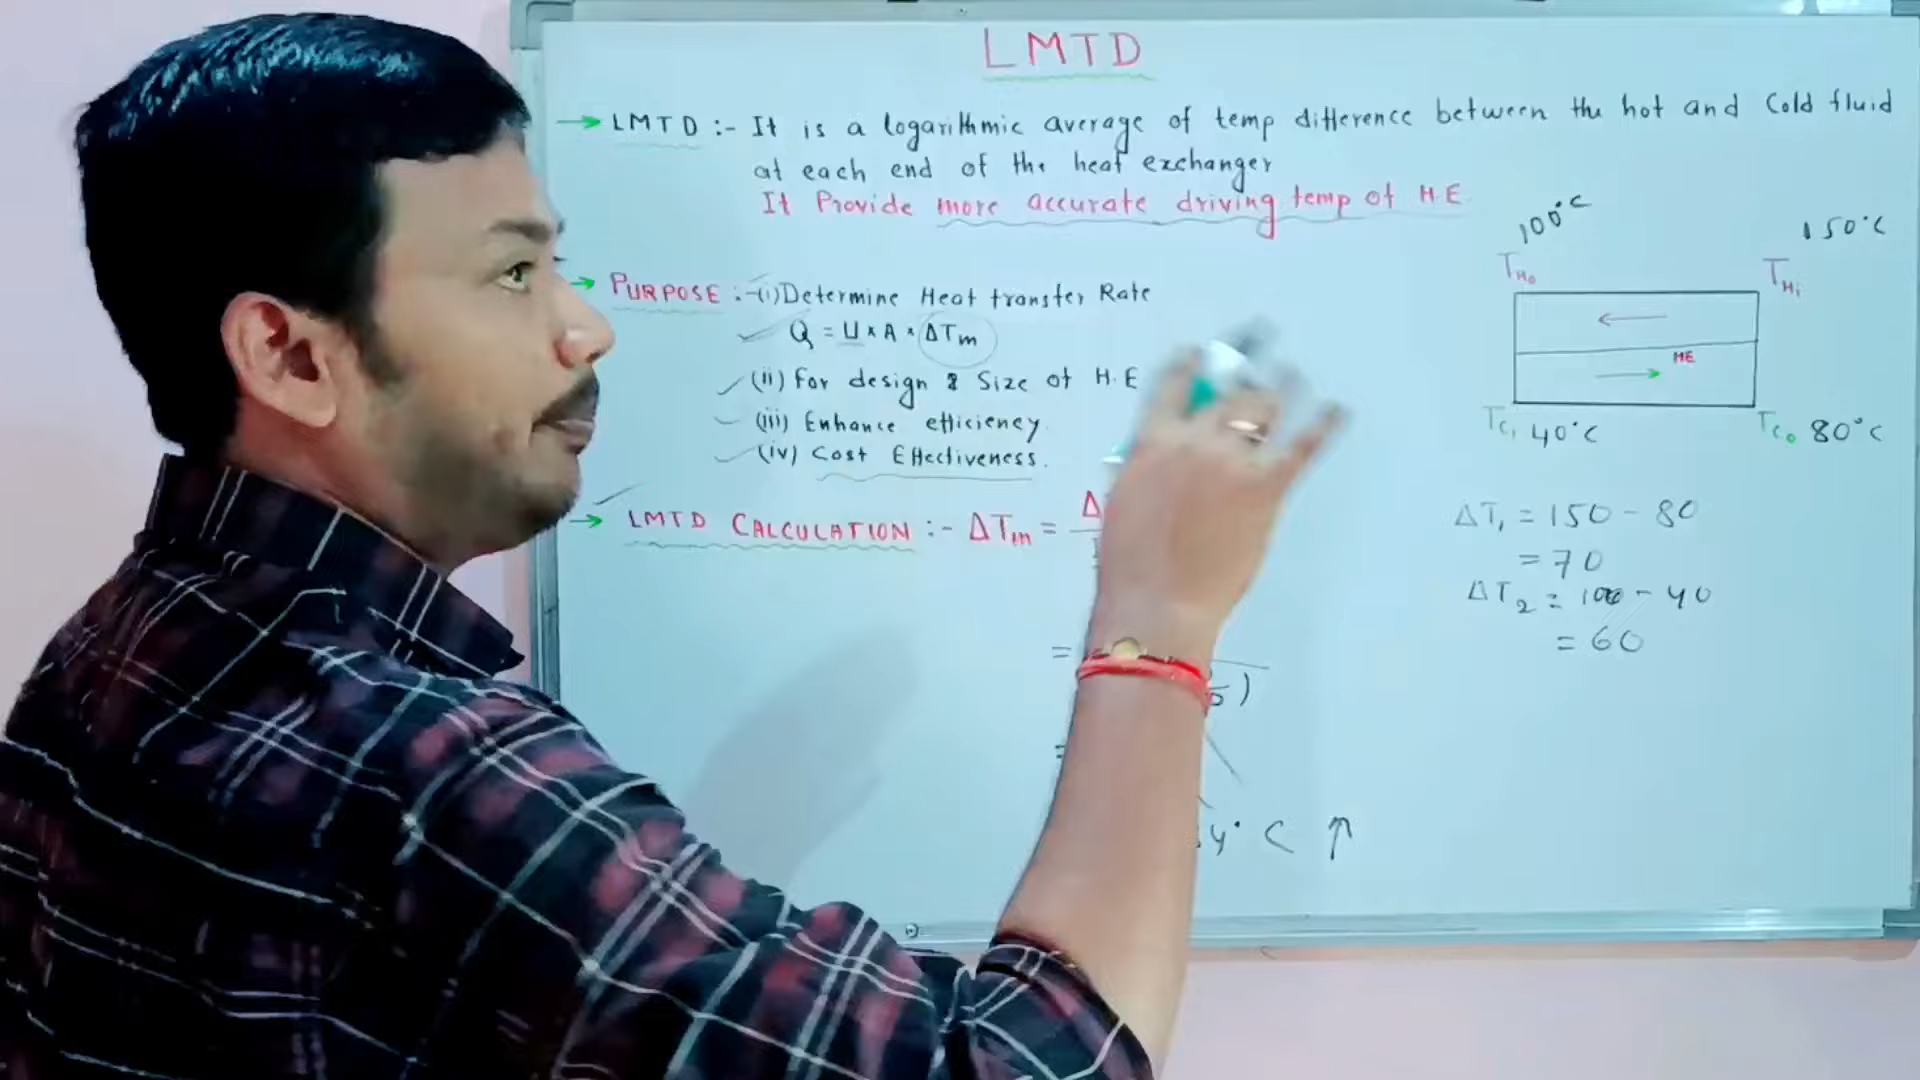 LMTD
→ LMTD :- It is a logarithmic average of temp difference between the hot and Cold fluid
at each end of the heat exchanger
It Provide more accurate driving temp of H.E
→ PURPOSE :- (i) Determine Heat transfer Rate
Q = U × A × ΔTm
(ii) For design & Size of H.E
(iii) Enhance efficiency.
(iv) Cost Effectiveness.
→ LMTD CALCULATION :- ΔTm = Δ
=
5)
=
4°C ↑
100°C
150°C
THo
THi
HE
TCi 40°C
TCo 80°C
ΔT1 = 150 - 80
= 70
ΔT2 = 100 - 40
= 60